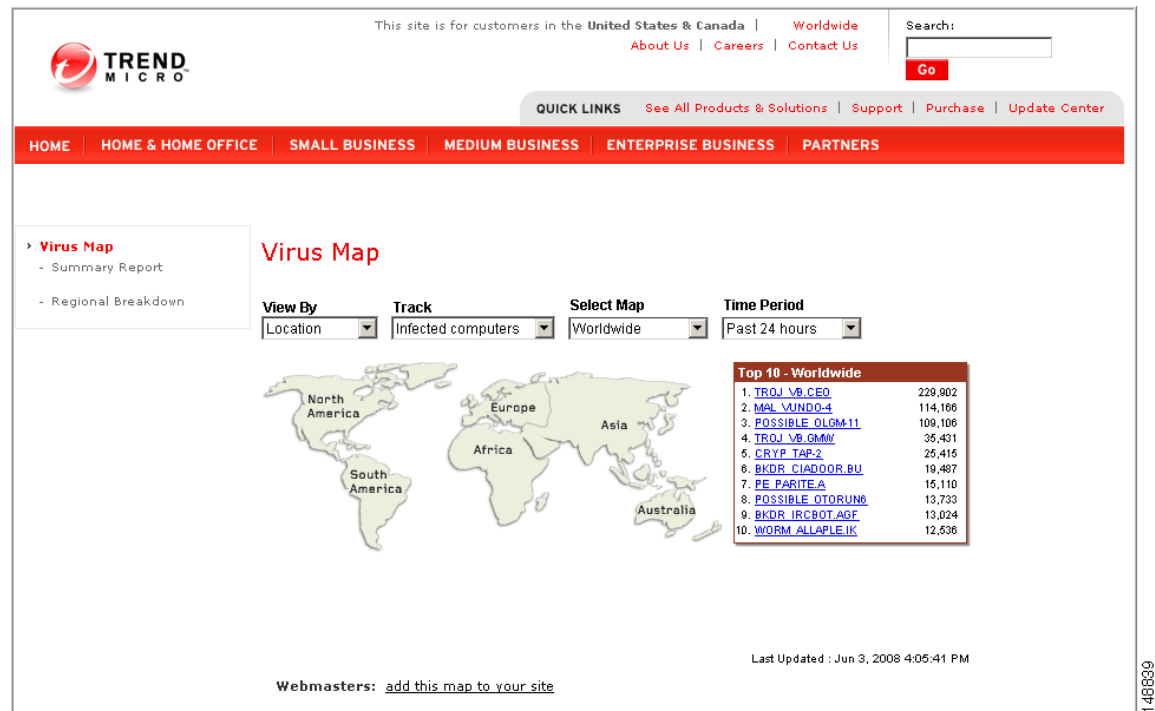 This site is for customers in the United States & Canada | Worldwide
About Us | Careers | Contact Us
Search:
Go
TREND
MICRO™
QUICK LINKS See All Products & Solutions | Support | Purchase | Update Center
HOME HOME & HOME OFFICE SMALL BUSINESS MEDIUM BUSINESS ENTERPRISE BUSINESS PARTNERS
› Virus Map
- Summary Report
- Regional Breakdown
Virus Map
View By Track Select Map Time Period
Location Infected computers Worldwide Past 24 hours
North
America
Europe
Asia
Africa
South
America
Australia
Top 10 - Worldwide
1. TROJ_VB.CEO 229,902
2. MAL_VUNDO-4 114,166
3. POSSIBLE_OLGM-11 109,106
4. TROJ_VB.GMW 35,431
5. CRYP_TAP-2 25,415
6. BKDR_CIADOOR.BU 19,487
7. PE_PARITE.A 15,110
8. POSSIBLE_OTORUN6 13,733
9. BKDR_IRCBOT.AGF 13,024
10. WORM_ALLAPLE.IK 12,536
Last Updated : Jun 3, 2008 4:05:41 PM
Webmasters: add this map to your site
148839